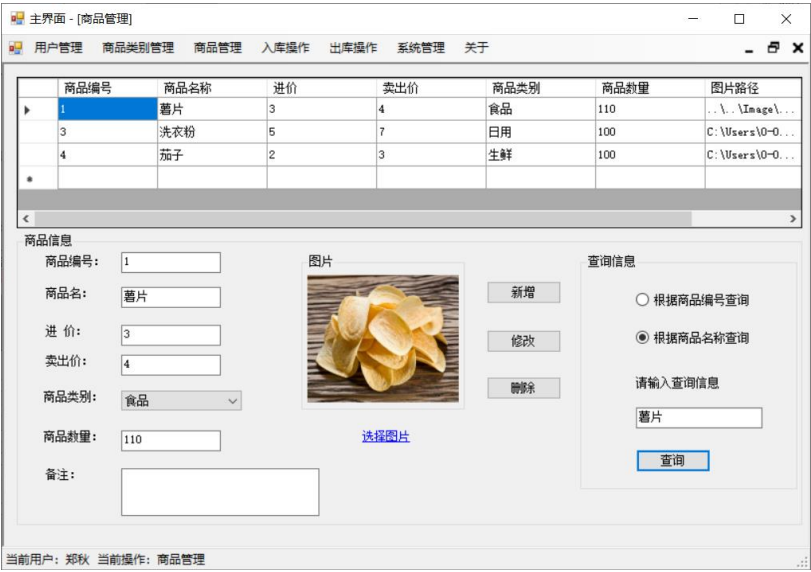 主界面 - [商品管理]
用户管理 商品类别管理 商品管理 入库操作 出库操作 系统管理 关于
商品编号 商品名称 进价 卖出价 商品类别 商品数量 图片路径
1 薯片 3 4 食品 110 ..\..\Image\...
3 洗衣粉 5 7 日用 100 C:\Users\0-0...
4 茄子 2 3 生鲜 100 C:\Users\0-0...
商品信息
商品编号: 1
商品名: 薯片
进 价: 3
卖出价: 4
商品类别: 食品
商品数量: 110
备注:
图片
选择图片
新增
修改
删除
查询信息
根据商品编号查询
根据商品名称查询
请输入查询信息
薯片
查询
当前用户: 郑秋 当前操作: 商品管理